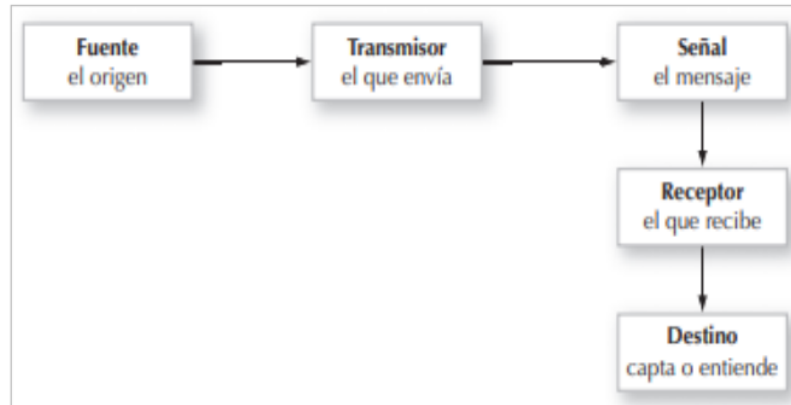 Fuente
el origen
Transmisor
el que envía
Señal
el mensaje
Receptor
el que recibe
Destino
capta o entiende